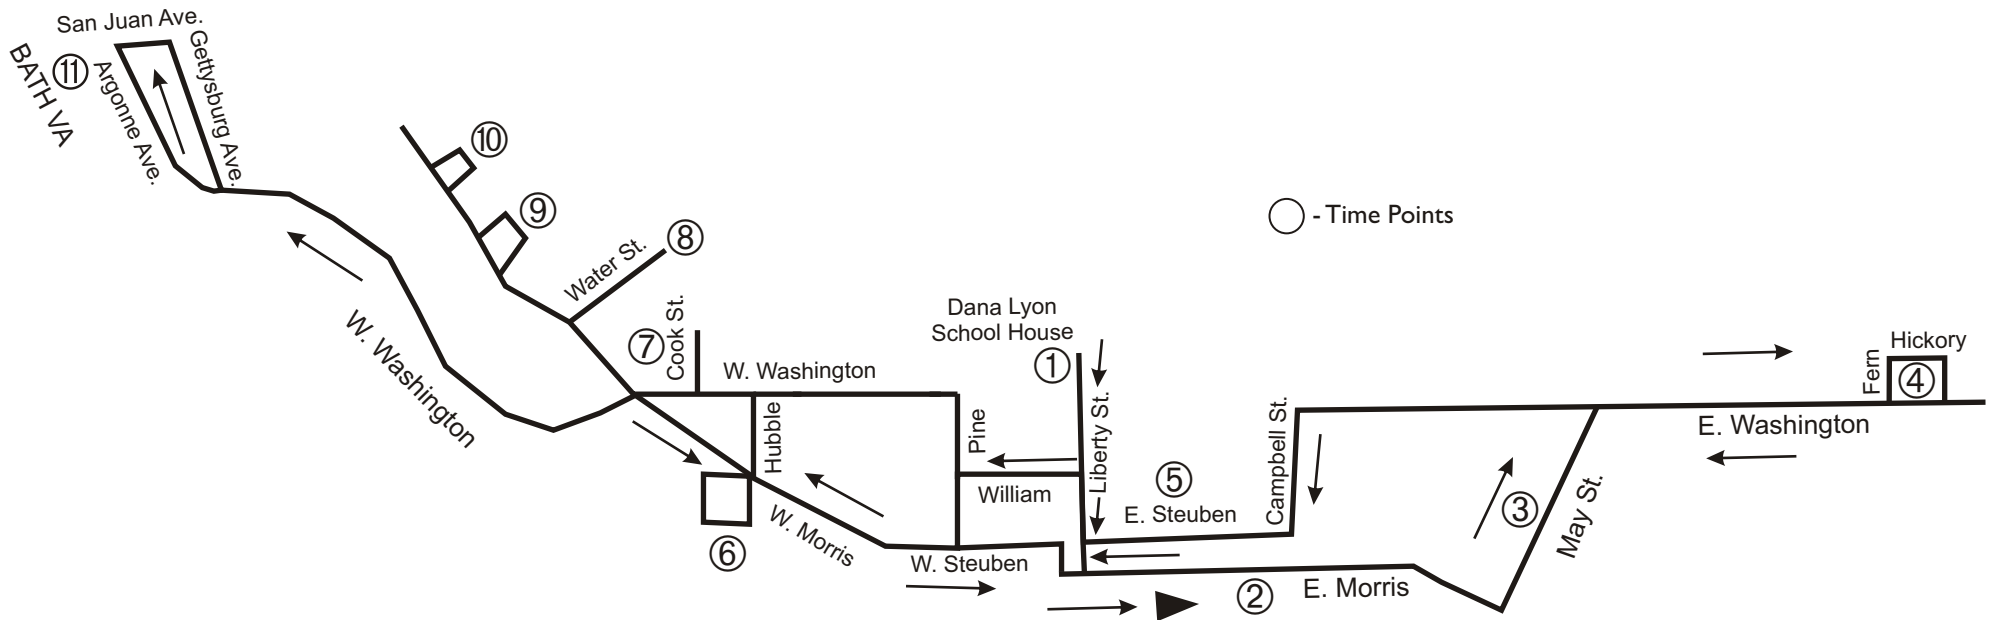 San Juan Ave.
Gettysburg Ave.
Argonne Ave.
BATH VA
⑪
⑩
⑨
⑧
Water St.
○ - Time Points
W. Washington
⑦
Cook St.
W. Washington
Hubble
Dana Lyon
School House
①
Liberty St.
Pine
William
⑤
E. Steuben
Campbell St.
③
May St.
Hickory
Fern
④
E. Washington
⑥
W. Morris
W. Steuben
②
E. Morris